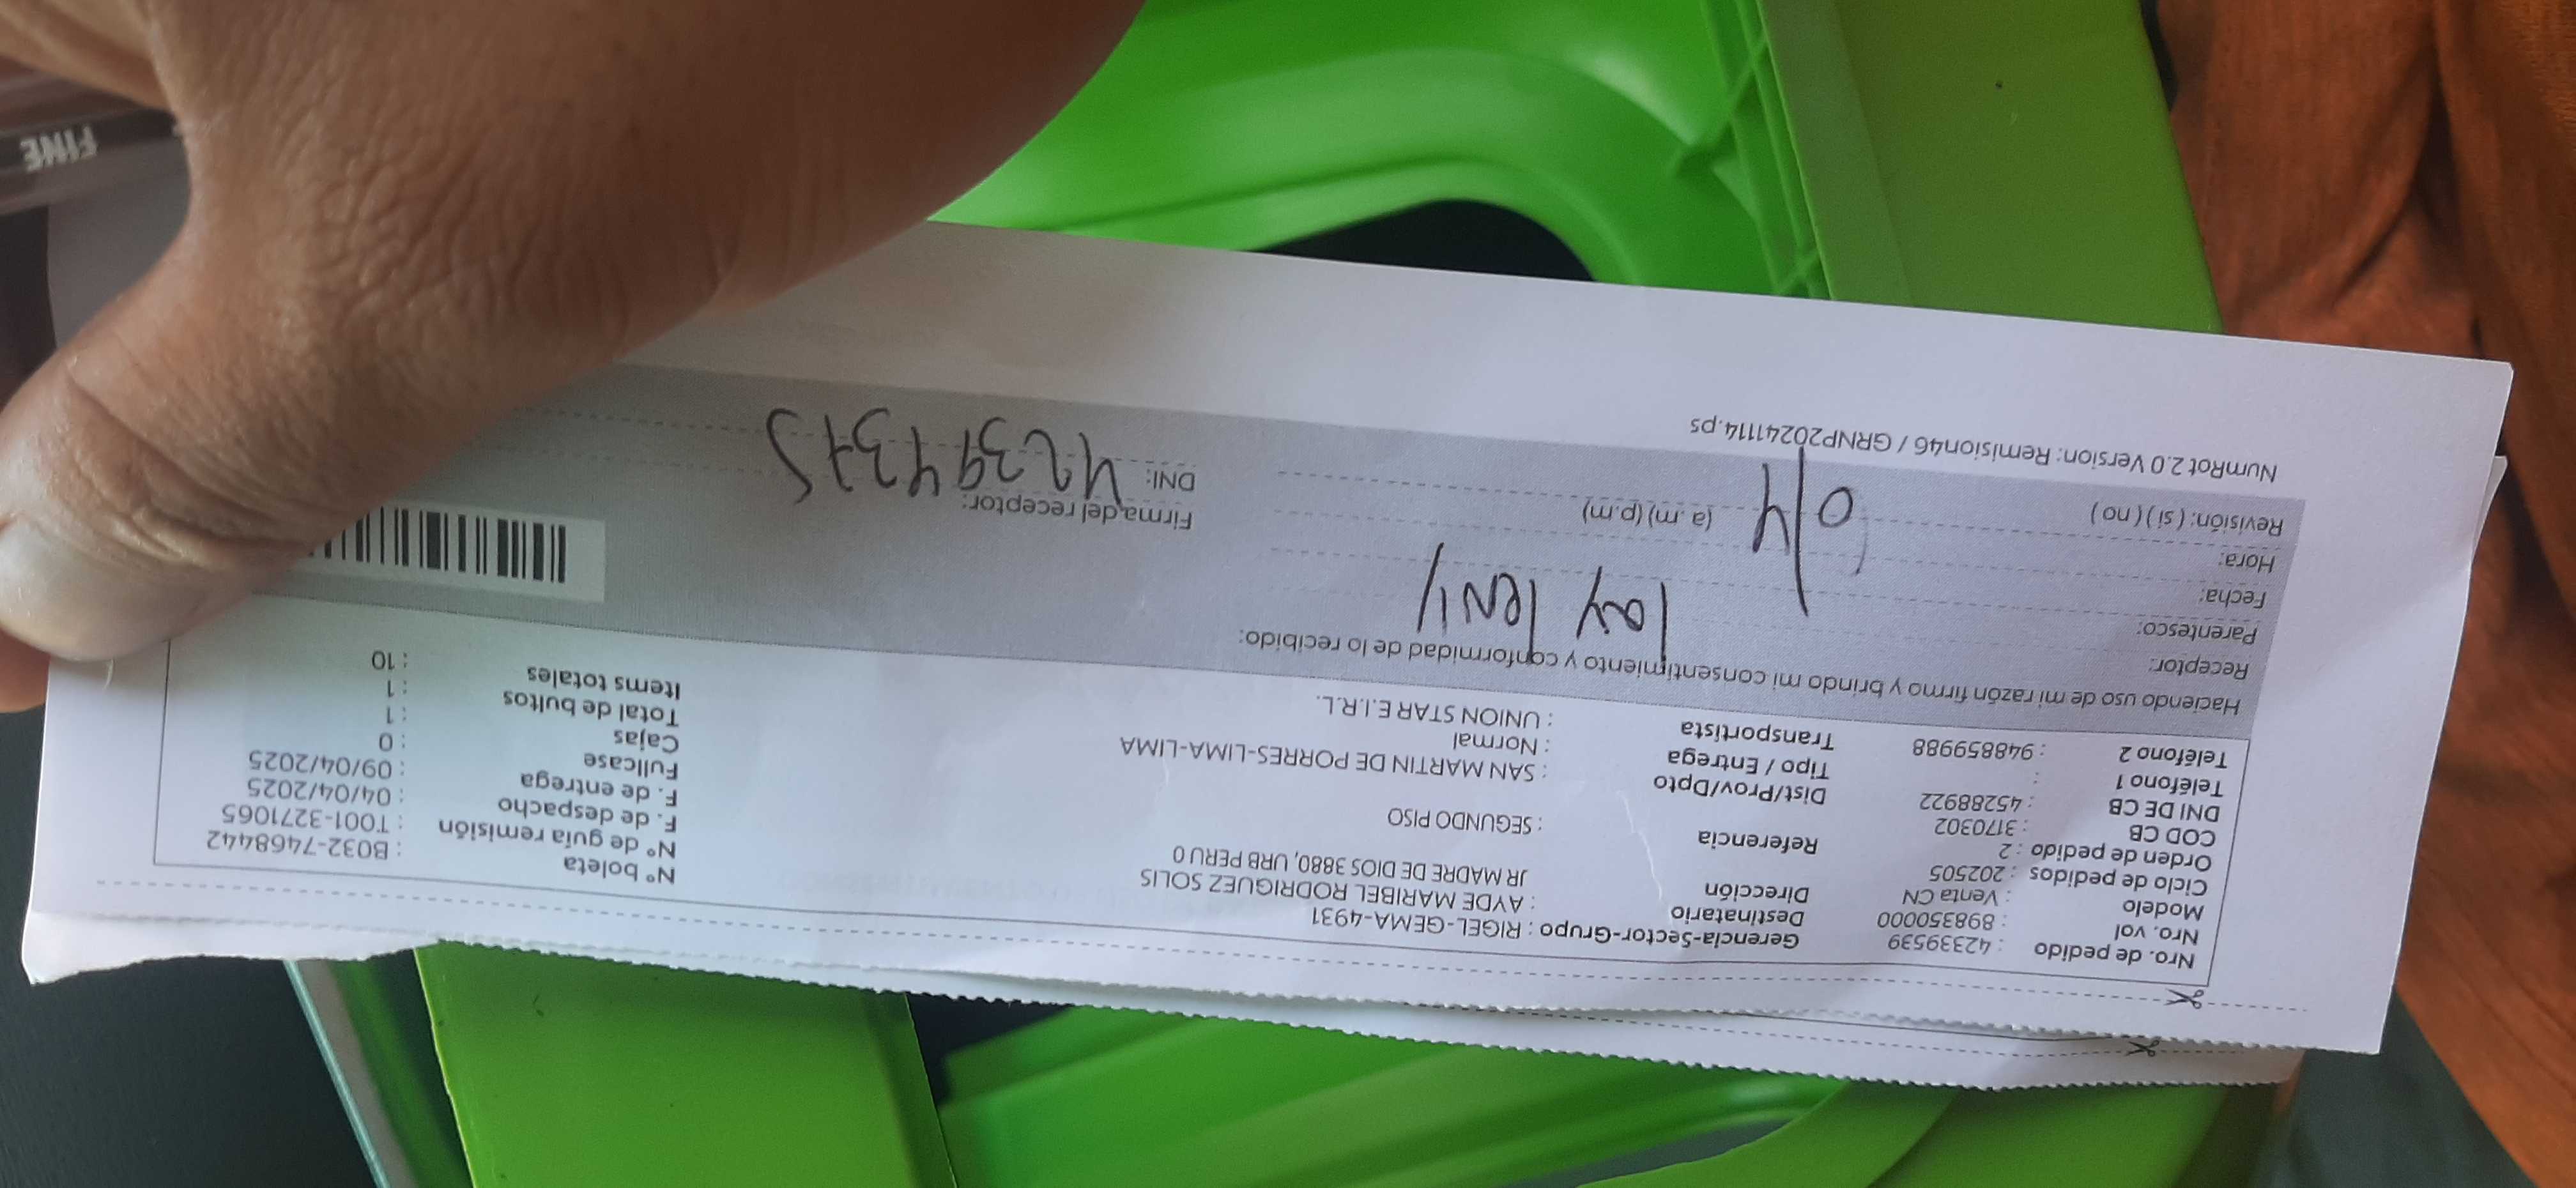 Nro. de pedido : 42339539
Nro. vol : 898350000
Modelo : Venta CN
Ciclo de pedidos : 202505
Orden de pedido : 2
COD CB : 3170302
DNI DE CB : 45288922
Teléfono 1 :
Teléfono 2 : 948859988
Gerencia-Sector-Grupo : RIGEL-GEMA-4931
Destinatario : AYDE MARIBEL RODRIGUEZ SOLIS
Dirección JR MADRE DE DIOS 3880, URB PERU 0
Referencia : SEGUNDO PISO
Dist/Prov/Dpto : SAN MARTIN DE PORRES-LIMA-LIMA
Tipo / Entrega : Normal
Transportista : UNION STAR E.I.R.L.
N° boleta : B032-7468442
N° de guía remisión : T001-3271065
F. de despacho : 04/04/2025
F. de entrega : 09/04/2025
Fullcase : 0
Cajas : 1
Total de bultos : 1
Items totales : 10
Haciendo uso de mi razón firmo y brindo mi consentimiento y conformidad de lo recibido:
Receptor:
Parentesco:
Fecha:
Hora: (a.m) (p.m)
Revisión: ( si ) ( no )
Firma del receptor:
DNI: 42394375
NumRot 2.0 Version: Remision46 / GRNP20241114.ps
FINE